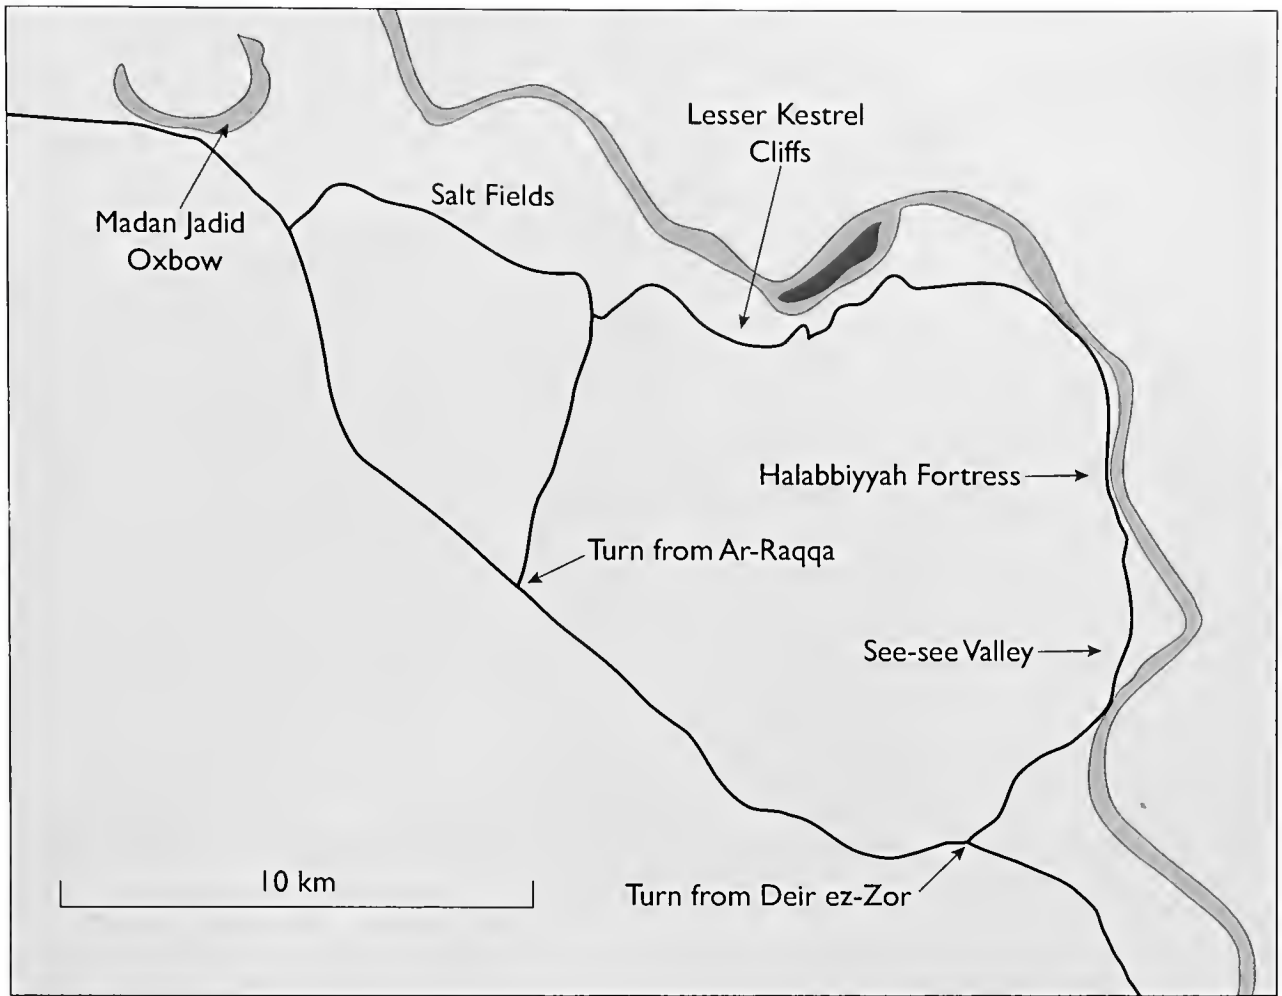 Lesser Kestrel
Cliffs
Salt Fields
Madan Jadid
Oxbow
Halabbiyyah Fortress
Turn from Ar-Raqqa
See-see Valley
10 km
Turn from Deir ez-Zor